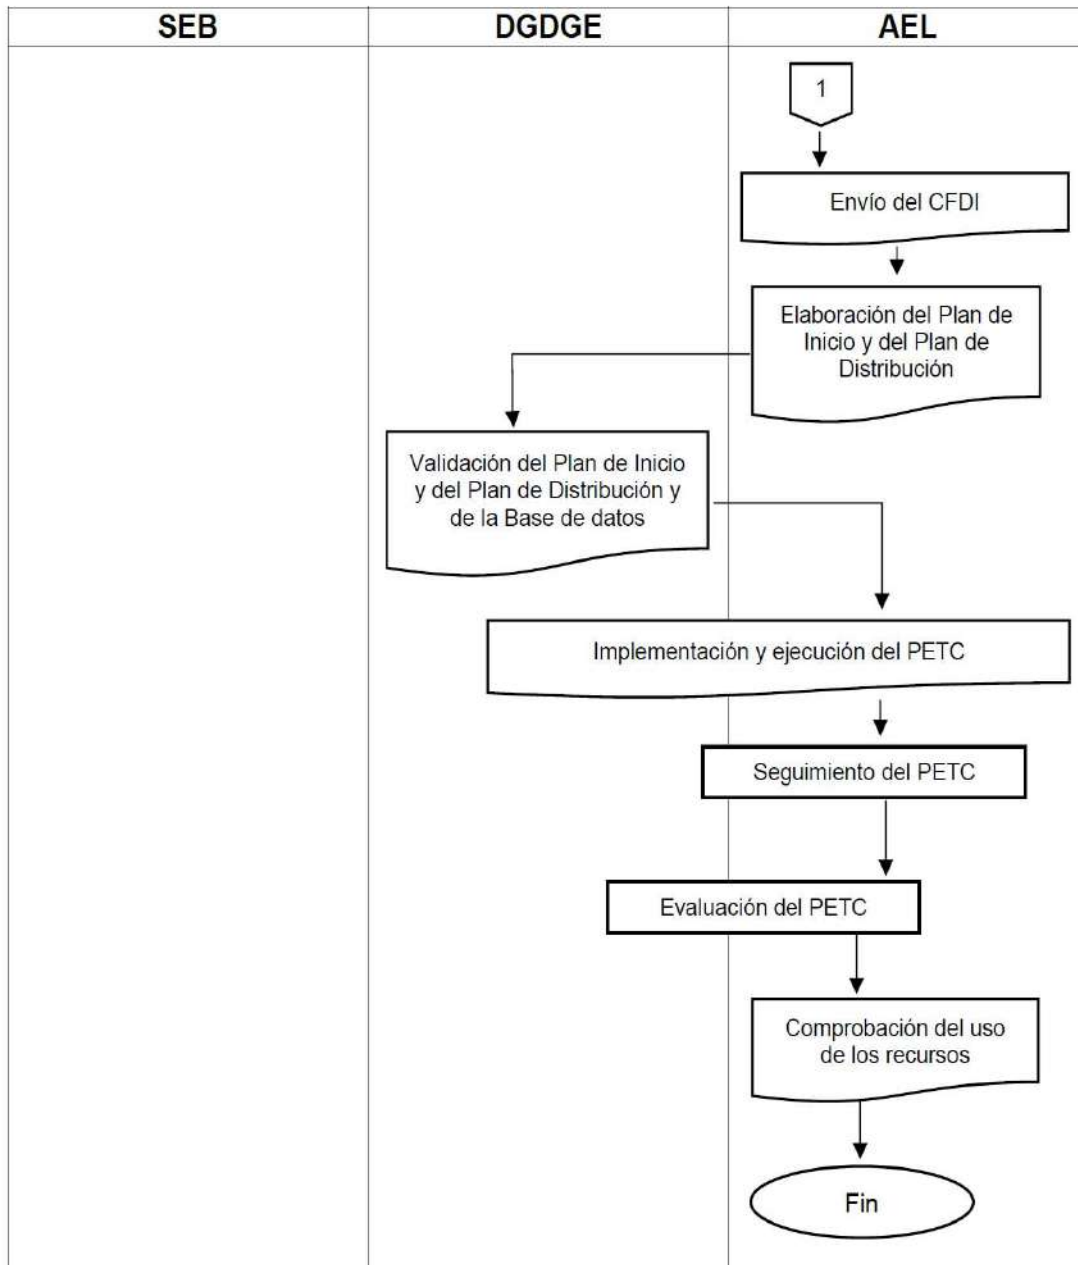 SEB
DGDGE
AEL
1
Envío del CFDI
Elaboración del Plan de
Inicio y del Plan de
Distribución
Validación del Plan de Inicio
y del Plan de Distribución y
de la Base de datos
Implementación y ejecución del PETC
Seguimiento del PETC
Evaluación del PETC
Comprobación del uso
de los recursos
Fin